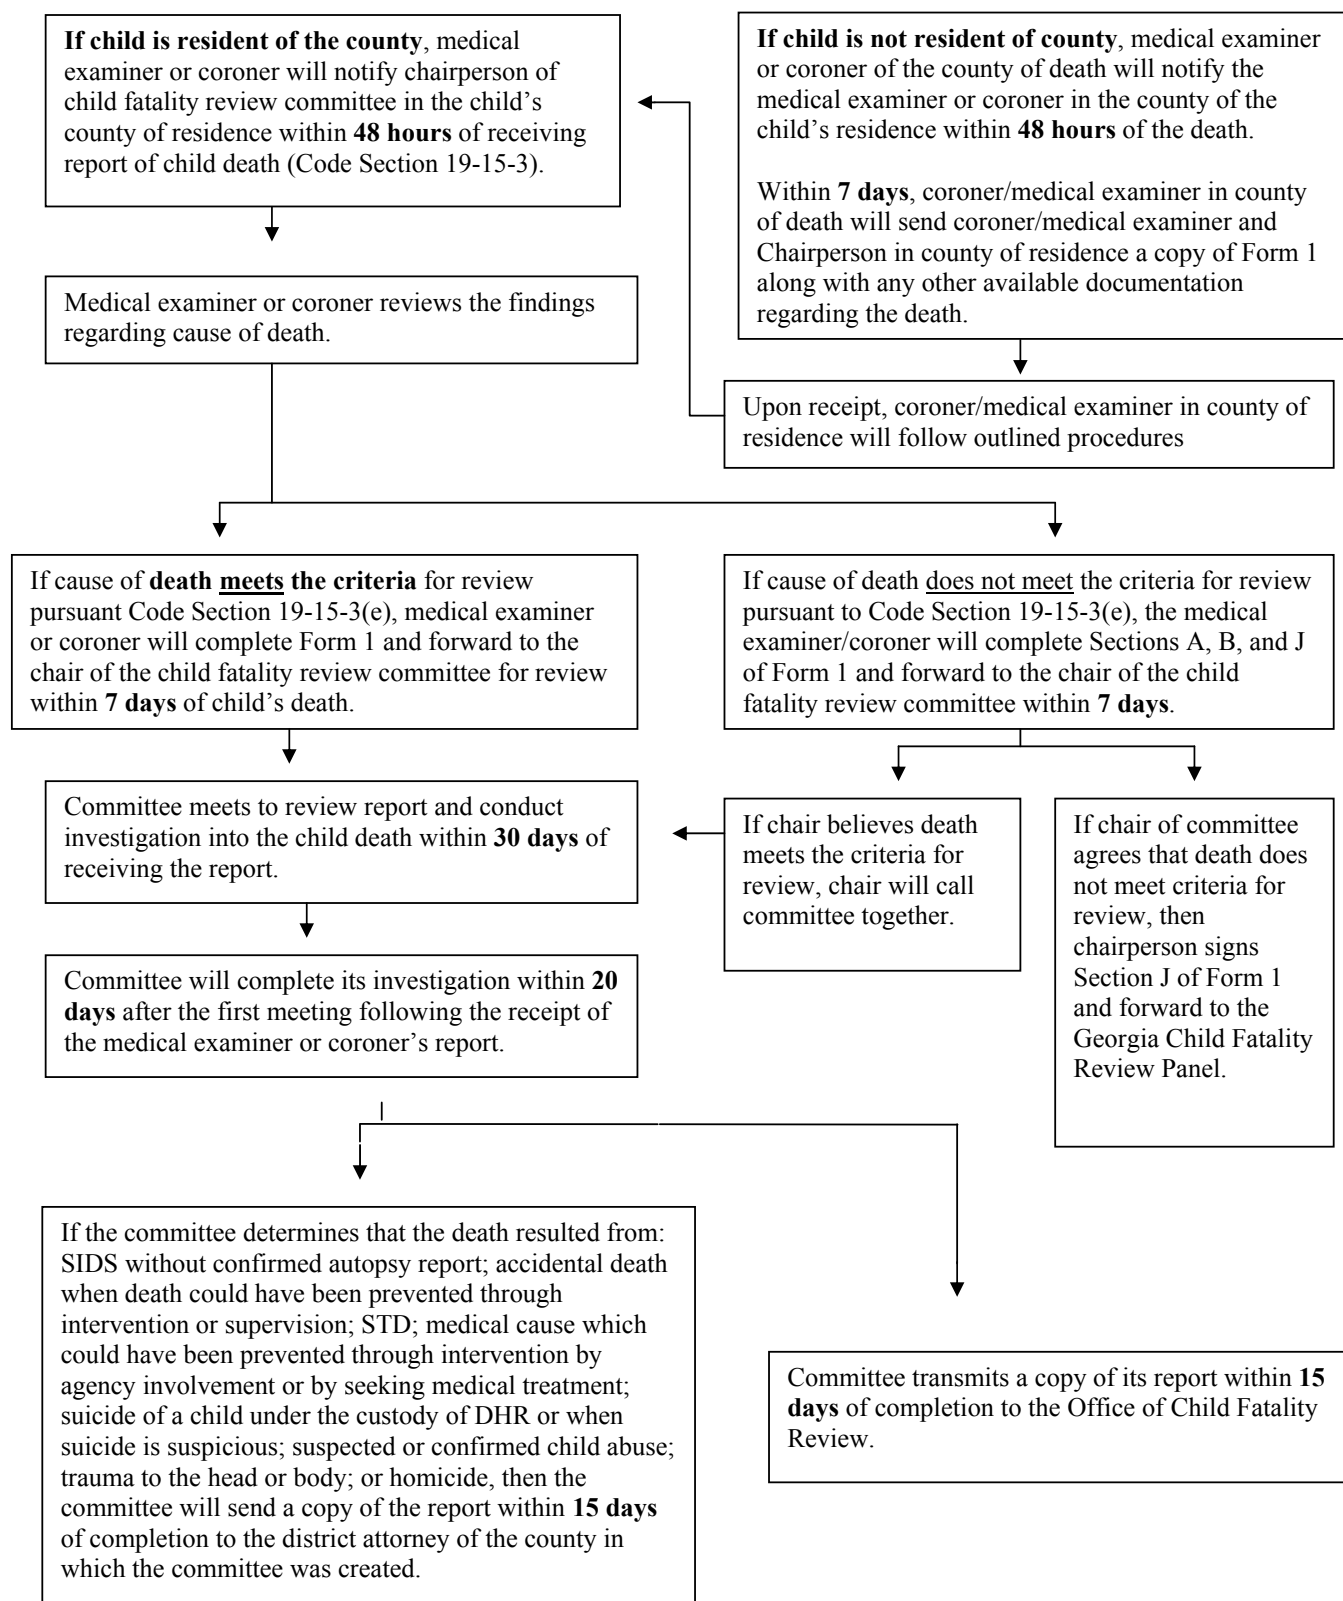 If child is resident of the county, medical
examiner or coroner will notify chairperson of
child fatality review committee in the child's
county of residence within 48 hours of receiving
report of child death (Code Section 19-15-3).
If child is not resident of county, medical examiner
or coroner of the county of death will notify the
medical examiner or coroner in the county of the
child's residence within 48 hours of the death.
Within 7 days, coroner/medical examiner in county
of death will send coroner/medical examiner and
Chairperson in county of residence a copy of Form 1
along with any other available documentation
regarding the death.
Medical examiner or coroner reviews the findings
regarding cause of death.
Upon receipt, coroner/medical examiner in county of
residence will follow outlined procedures
If cause of death meets the criteria for review
pursuant Code Section 19-15-3(e), medical examiner
or coroner will complete Form 1 and forward to the
chair of the child fatality review committee for review
within 7 days of child's death.
If cause of death does not meet the criteria for review
pursuant to Code Section 19-15-3(e), the medical
examiner/coroner will complete Sections A, B, and J
of Form 1 and forward to the chair of the child
fatality review committee within 7 days.
Committee meets to review report and conduct
investigation into the child death within 30 days of
receiving the report.
If chair believes death
meets the criteria for
review, chair will call
committee together.
If chair of committee
agrees that death does
not meet criteria for
review, then
chairperson signs
Section J of Form 1
and forward to the
Georgia Child Fatality
Review Panel.
Committee will complete its investigation within 20
days after the first meeting following the receipt of
the medical examiner or coroner's report.
If the committee determines that the death resulted from:
SIDS without confirmed autopsy report; accidental death
when death could have been prevented through
intervention or supervision; STD; medical cause which
could have been prevented through intervention by
agency involvement or by seeking medical treatment;
suicide of a child under the custody of DHR or when
suicide is suspicious; suspected or confirmed child abuse;
trauma to the head or body; or homicide, then the
committee will send a copy of the report within 15 days
of completion to the district attorney of the county in
which the committee was created.
Committee transmits a copy of its report within 15
days of completion to the Office of Child Fatality
Review.